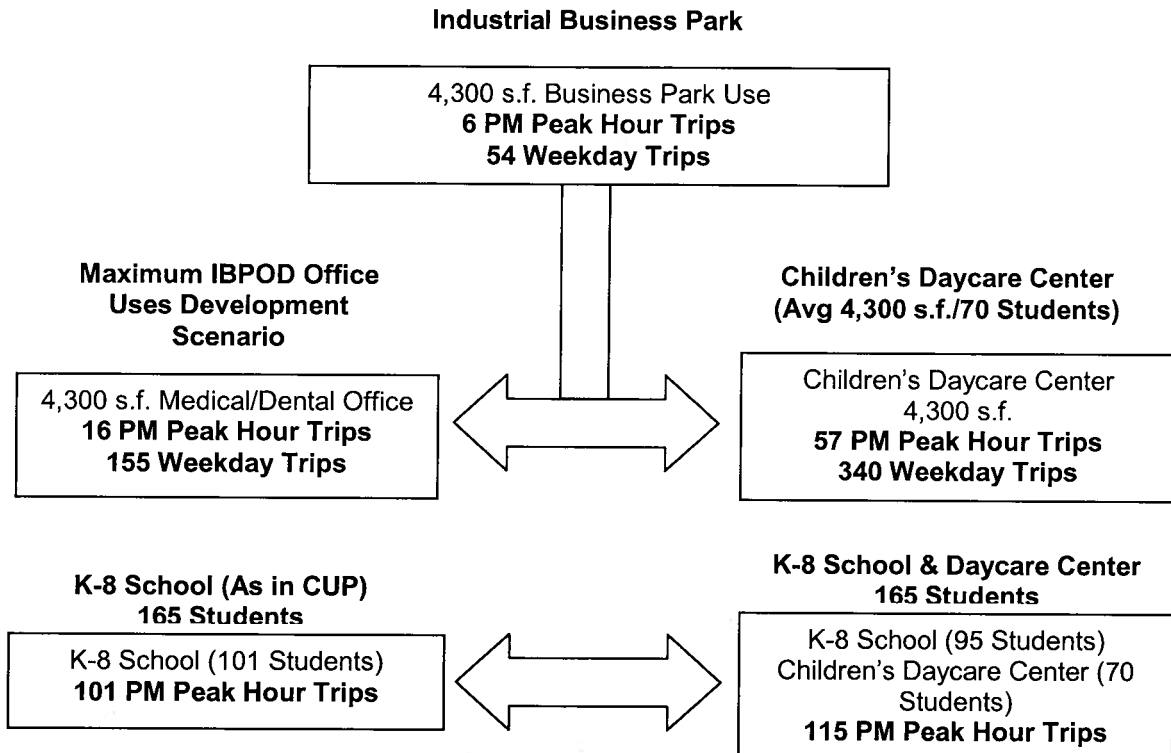 Industrial Business Park
4,300 s.f. Business Park Use
6 PM Peak Hour Trips
54 Weekday Trips
Maximum IBPOD Office
Uses Development
Scenario
4,300 s.f. Medical/Dental Office
16 PM Peak Hour Trips
155 Weekday Trips
Children's Daycare Center
(Avg 4,300 s.f./70 Students)
Children's Daycare Center
4,300 s.f.
57 PM Peak Hour Trips
340 Weekday Trips
K-8 School (As in CUP)
165 Students
K-8 School (101 Students)
101 PM Peak Hour Trips
K-8 School & Daycare Center
165 Students
K-8 School (95 Students)
Children's Daycare Center (70
Students)
115 PM Peak Hour Trips